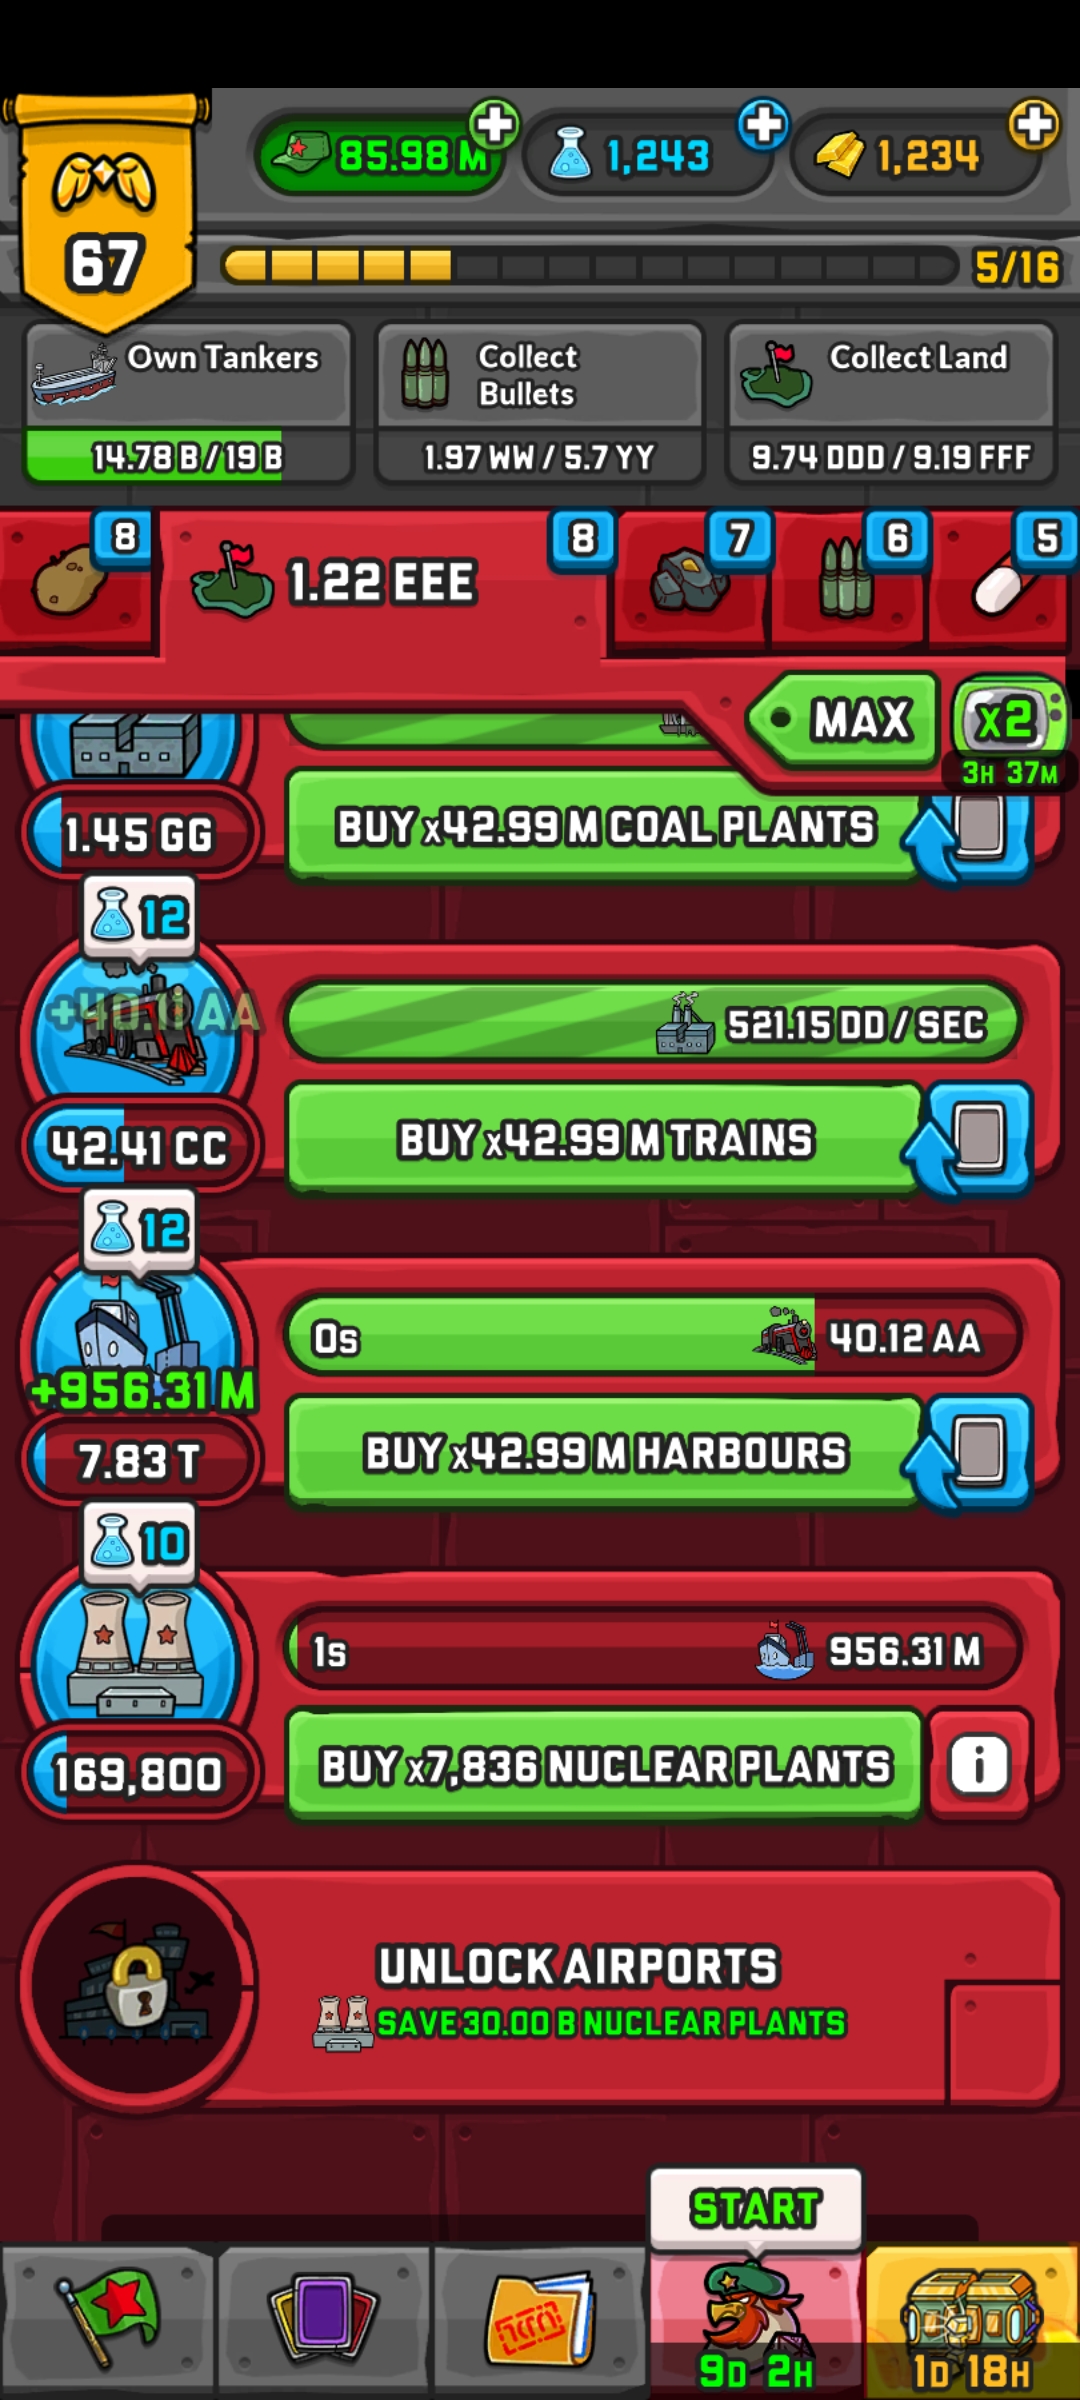 85.98 M
1,243
1,234
67
5/16
Own Tankers
14.78 B / 19 B
Collect
Bullets
1.97 WW / 5.7 YY
Collect Land
9.74 DDD / 9.19 FFF
8
1.22 EEE
8
7
6
5
MAX
x2
3H 37M
1.45 GG
BUY x42.99 M COAL PLANTS
12
+40.11 AA
521.15 DD / SEC
42.41 CC
BUY x42.99 M TRAINS
12
0s
40.12 AA
+956.31 M
7.83 T
BUY x42.99 M HARBOURS
10
1s
956.31 M
169,800
BUY x7,836 NUCLEAR PLANTS
i
UNLOCK AIRPORTS
SAVE 30.00 B NUCLEAR PLANTS
START
9D 2H
1D 18H